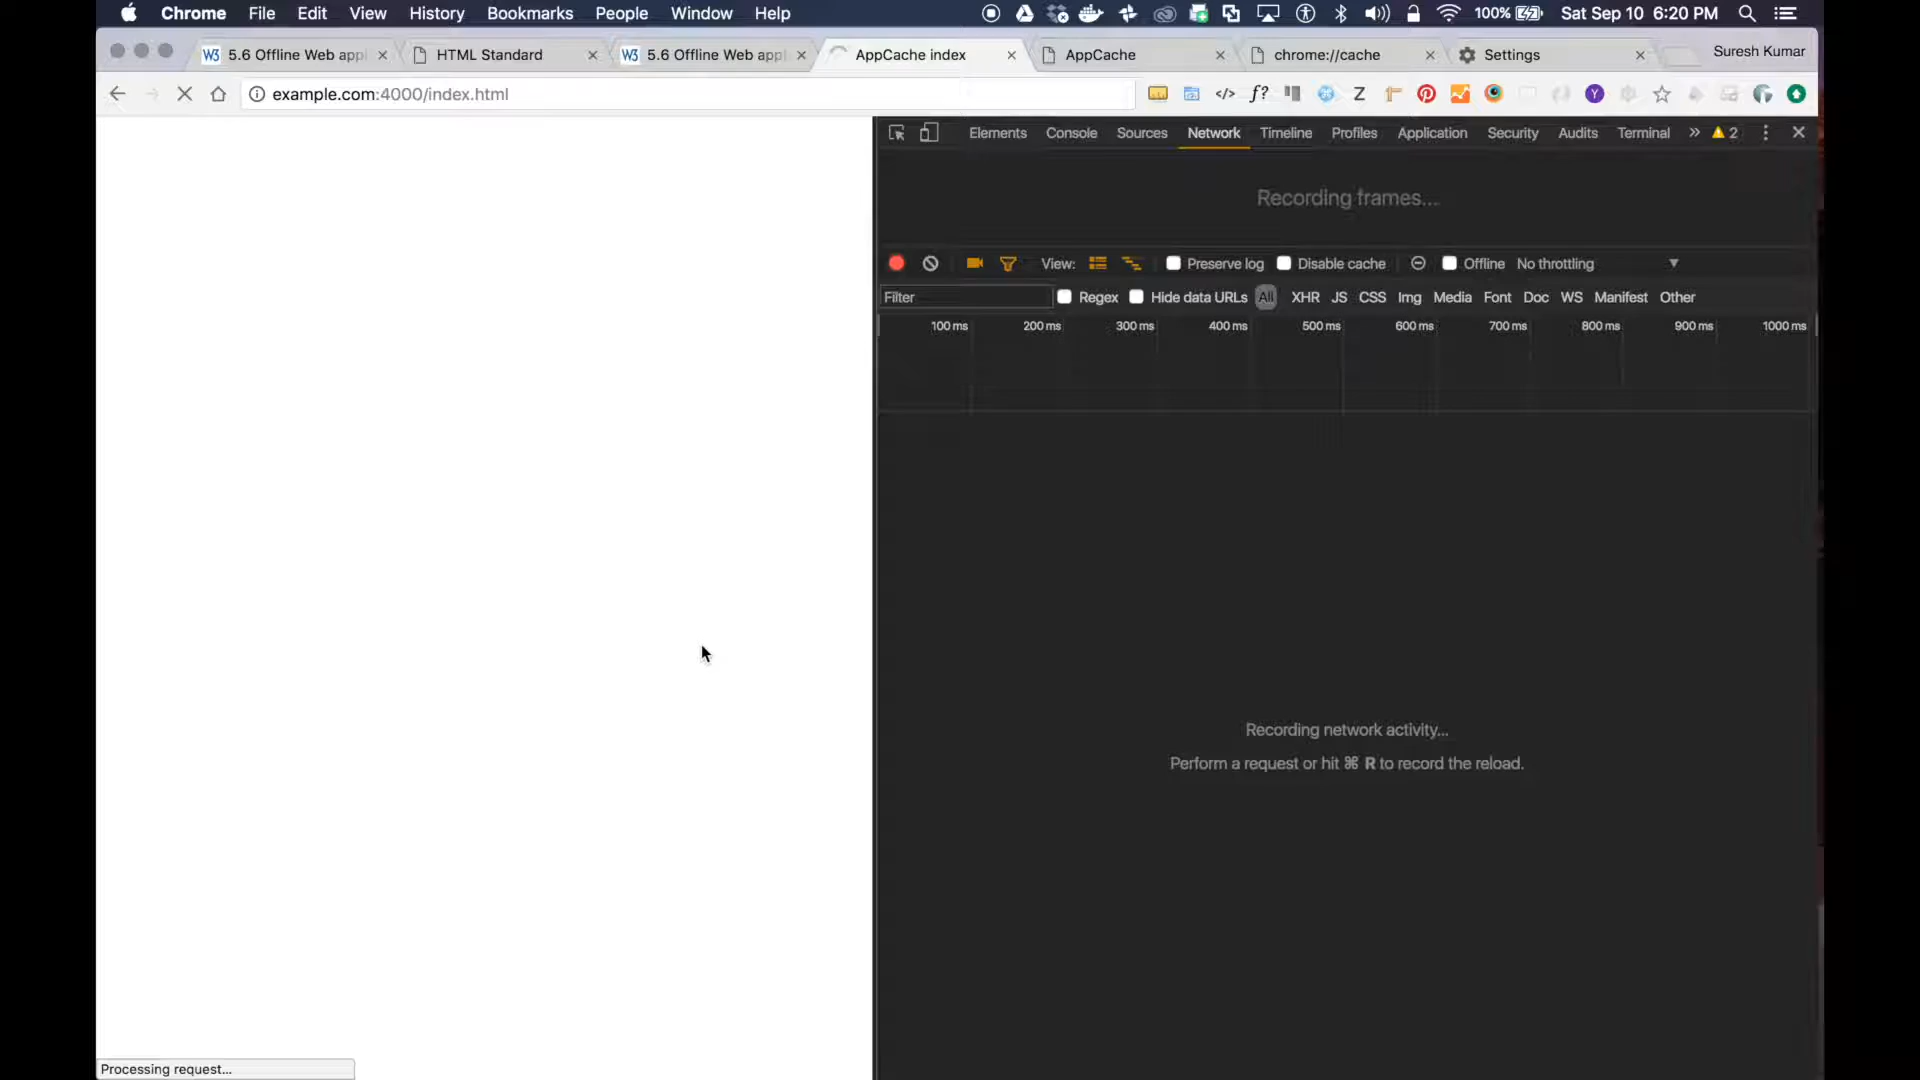 Chrome File Edit View History Bookmarks People Window Help 100% Sat Sep 10 6:20 PM
W3 5.6 Offline Web appl HTML Standard W3 5.6 Offline Web appl AppCache index AppCache chrome://cache Settings Suresh Kumar
example.com:4000/index.html </> f? Z Y
Elements Console Sources Network Timeline Profiles Application Security Audits Terminal » 2
Recording frames...
View: Preserve log Disable cache Offline No throttling
Filter Regex Hide data URLs All XHR JS CSS Img Media Font Doc WS Manifest Other
100 ms 200 ms 300 ms 400 ms 500 ms 600 ms 700 ms 800 ms 900 ms 1000 ms
Recording network activity...
Perform a request or hit ⌘ R to record the reload.
Processing request...